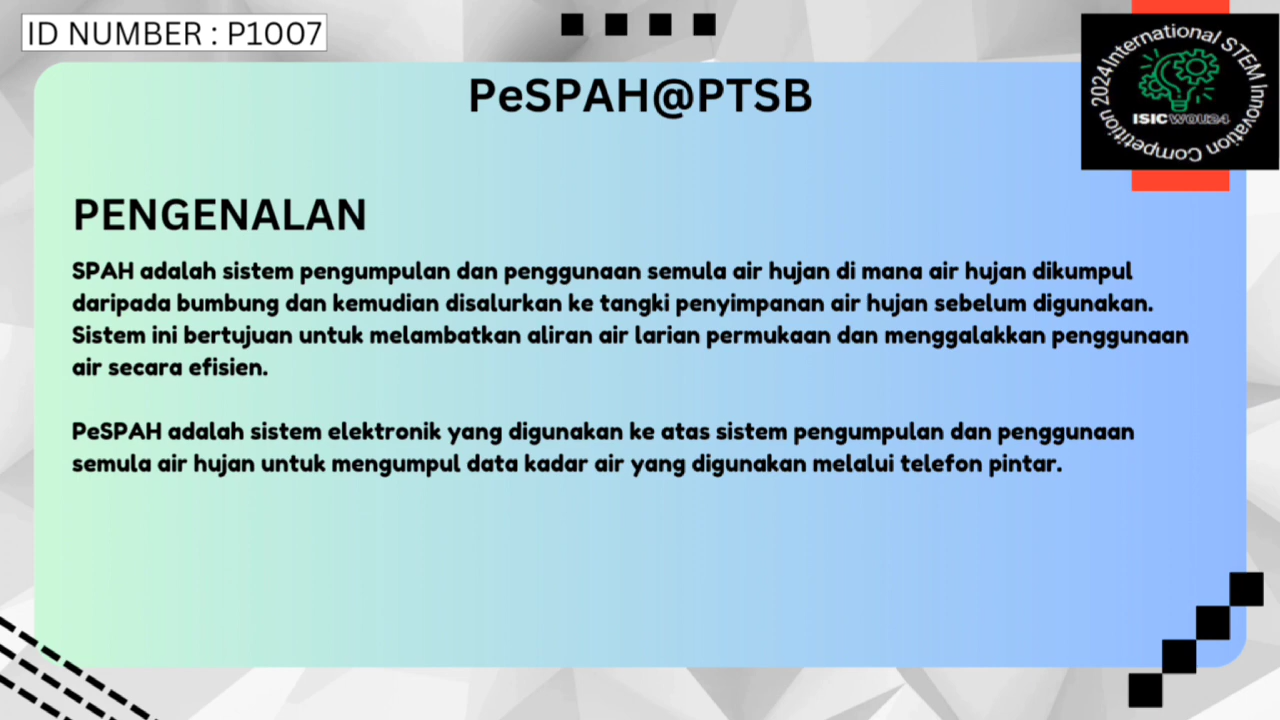 ID NUMBER : P1007
PeSPAH@PTSB
2024 International STEM Innovation Competition
ISICWOU24
PENGENALAN
SPAH adalah sistem pengumpulan dan penggunaan semula air hujan di mana air hujan dikumpul
daripada bumbung dan kemudian disalurkan ke tangki penyimpanan air hujan sebelum digunakan.
Sistem ini bertujuan untuk melambatkan aliran air larian permukaan dan menggalakkan penggunaan
air secara efisien.
PeSPAH adalah sistem elektronik yang digunakan ke atas sistem pengumpulan dan penggunaan
semula air hujan untuk mengumpul data kadar air yang digunakan melalui telefon pintar.